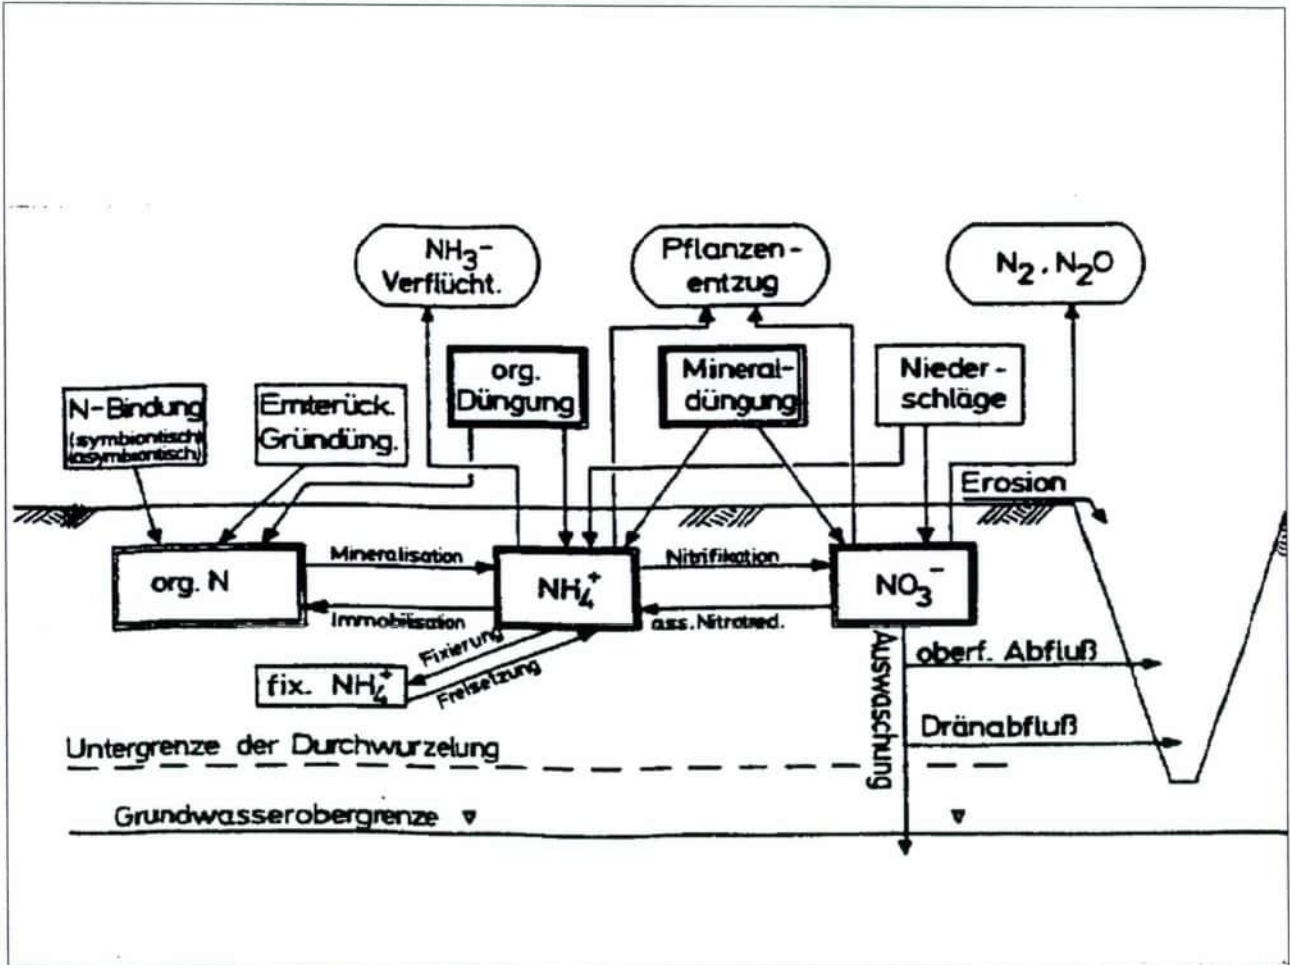 NH₃-
Verflücht.
Pflanzen-
entzug
N₂, N₂O
N-Bindung
(symbiontisch)
(asymbiontisch)
Ernterück.
Gründüng.
org.
Düngung
Mineral-
düngung
Nieder-
schläge
Erosion
org. N
Mineralisation
Immobilisation
NH₄⁺
Nitrifikation
ass. Nitratred.
NO₃⁻
Fixierung
Freisetzung
fix. NH₄⁺
Auswaschung
oberf. Abfluß
Dränabfluß
Untergrenze der Durchwurzelung
Grundwasserobergrenze